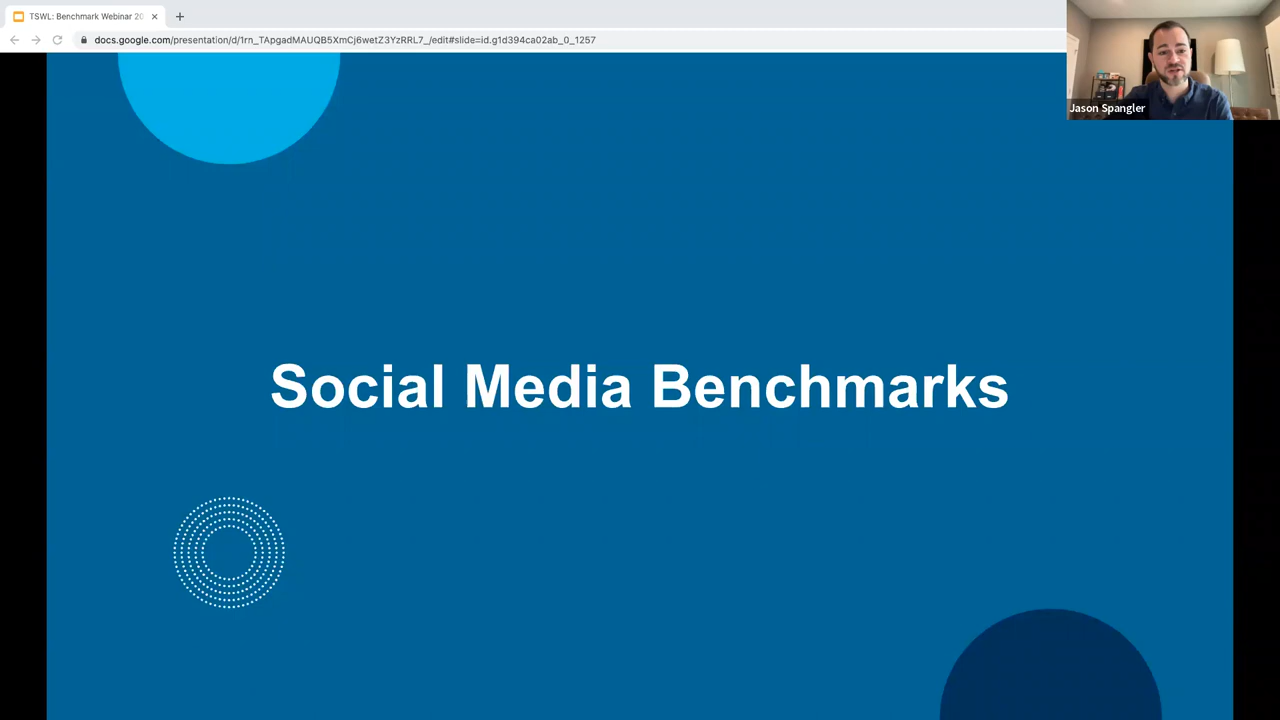 TSWL: Benchmark Webinar 20
docs.google.com/presentation/d/1rn_TApgadMAUQB5XmCj6wetZ3YzRRL7_/edit#slide=id.g1d394ca02ab_0_1257
Jason Spangler
Social Media Benchmarks